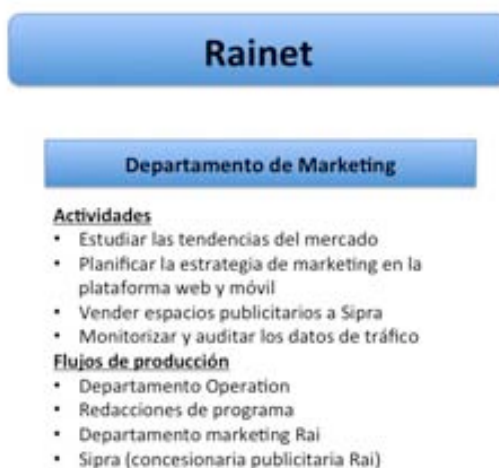 Rainet
Departamento de Marketing
Actividades
• Estudiar las tendencias del mercado
• Planificar la estrategia de marketing en la
plataforma web y móvil
• Vender espacios publicitarios a Sipra
• Monitorizar y auditar los datos de tráfico
Flujos de producción
• Departamento Operation
• Redacciones de programa
• Departamento marketing Rai
• Sipra (concesionaria publicitaria Rai)